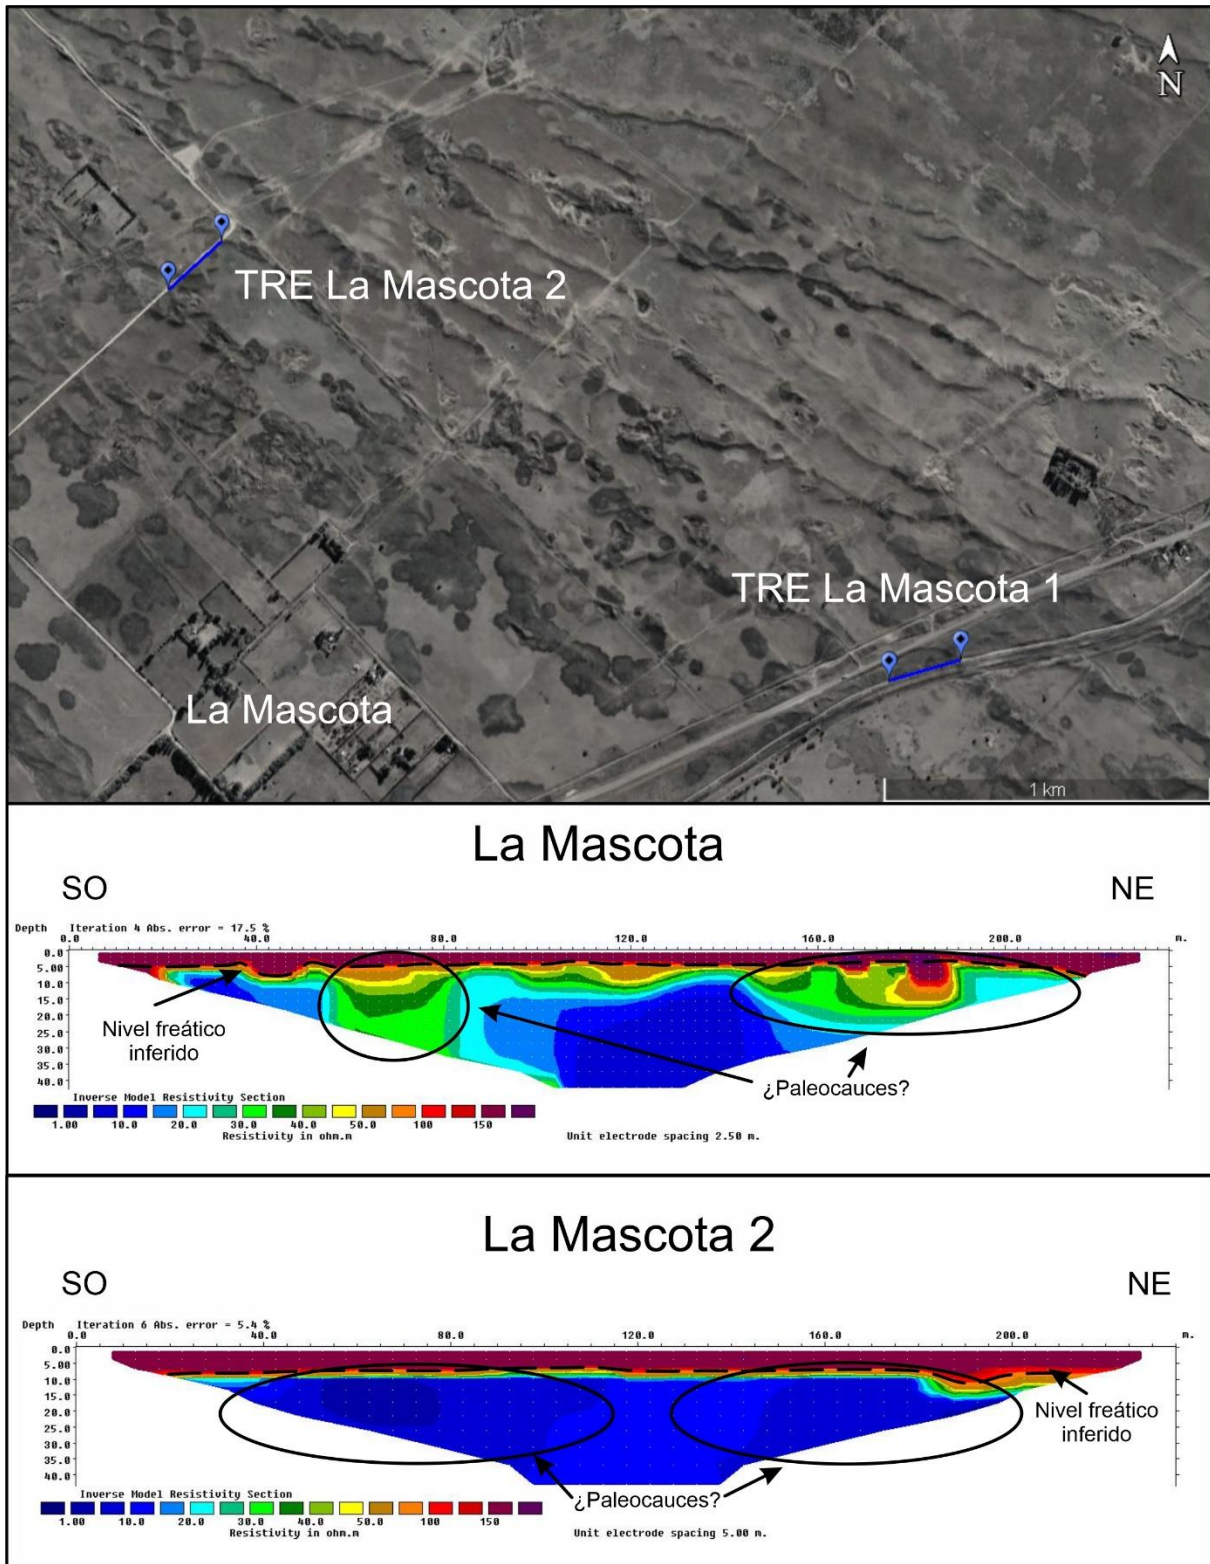 N
TRE La Mascota 2
TRE La Mascota 1
La Mascota
1 km
La Mascota
SO
NE
Depth Iteration 4 Abs. error = 17.5 %
0.0 40.0 80.0 120.0 160.0 200.0 m.
0.0
5.00
10.0
15.0
20.0
25.0
30.0
35.0
40.0
Nivel freático
inferido
¿Paleocauces?
Inverse Model Resistivity Section
1.00 10.0 20.0 30.0 40.0 50.0 100 150
Resistivity in ohm.m
Unit electrode spacing 2.50 m.
La Mascota 2
SO
NE
Depth Iteration 6 Abs. error = 5.4 %
0.0 40.0 80.0 120.0 160.0 200.0 m.
0.0
5.00
10.0
15.0
20.0
25.0
30.0
35.0
40.0
Nivel freático
inferido
¿Paleocauces?
Inverse Model Resistivity Section
1.00 10.0 20.0 30.0 40.0 50.0 100 150
Resistivity in ohm.m
Unit electrode spacing 5.00 m.